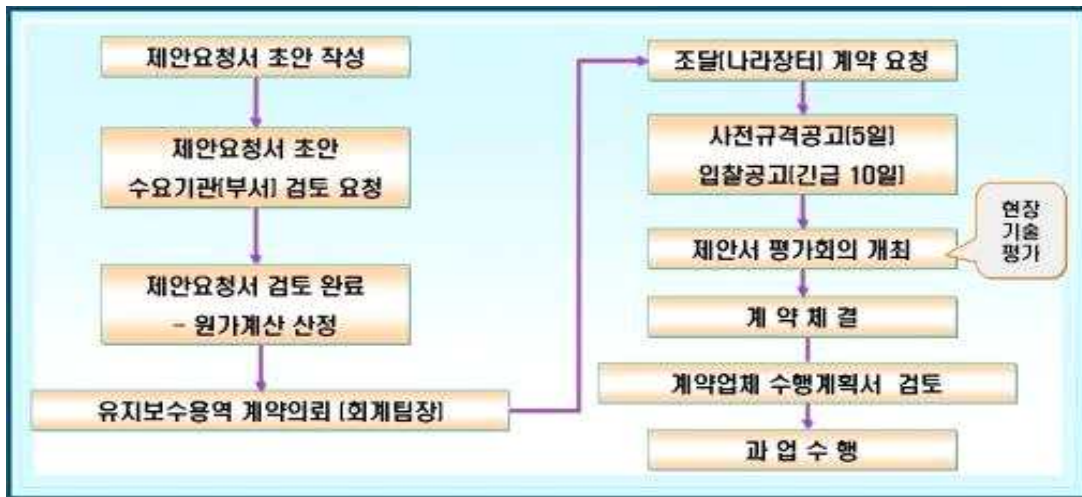 제안요청서 초안 작성
제안요청서 초안
수요기관(부서) 검토 요청
제안요청서 검토 완료
- 원가계산 산정
유지보수용역 계약의뢰 (회계팀장)
조달(나라장터) 계약 요청
사전규격공고(5일)
입찰공고(긴급 10일)
제안서 평가회의 개최
현장
기술
평가
계 약 체 결
계약업체 수행계획서 검토
과 업 수 행